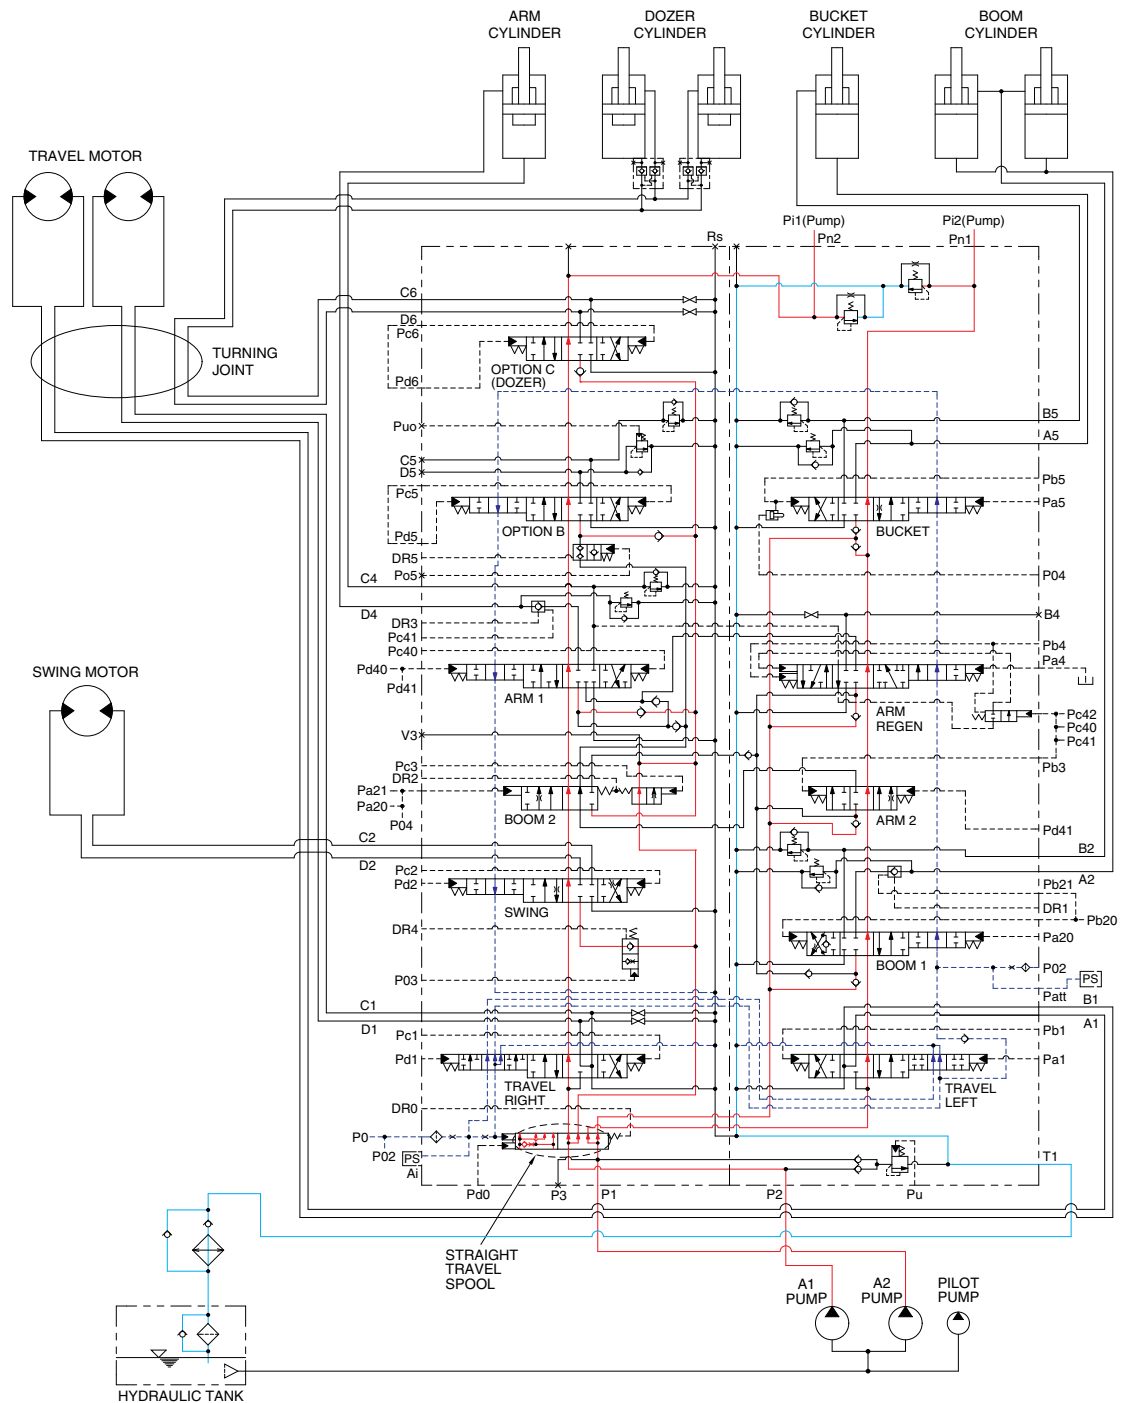 ARM
CYLINDER
DOZER
CYLINDER
BUCKET
CYLINDER
BOOM
CYLINDER
TRAVEL MOTOR
TURNING
JOINT
Pi1(Pump)
Pi2(Pump)
Rs
Pn2
Pn1
C6
D6
Pc6
Pd6
OPTION C
(DOZER)
Puo
C5
D5
Pc5
Pd5
OPTION B
DR5
Po5
C4
D4
DR3
Pc41
Pc40
Pd40
Pd41
ARM 1
B5
A5
Pb5
Pa5
BUCKET
P04
B4
Pb4
Pa4
ARM
REGEN
Pc42
Pc40
Pc41
Pb3
SWING MOTOR
V3
Pc3
DR2
Pa21
Pa20
P04
BOOM 2
ARM 2
Pd41
C2
D2
Pc2
Pd2
SWING
B2
A2
Pb21
DR1
Pb20
Pa20
BOOM 1
DR4
P03
P02
PS
Patt
C1
D1
Pc1
Pd1
TRAVEL
RIGHT
B1
A1
Pb1
Pa1
TRAVEL
LEFT
DR0
P0
P02
PS
Ai
Pd0
P3
P1
P2
Pu
T1
STRAIGHT
TRAVEL
SPOOL
A1
PUMP
A2
PUMP
PILOT
PUMP
HYDRAULIC TANK